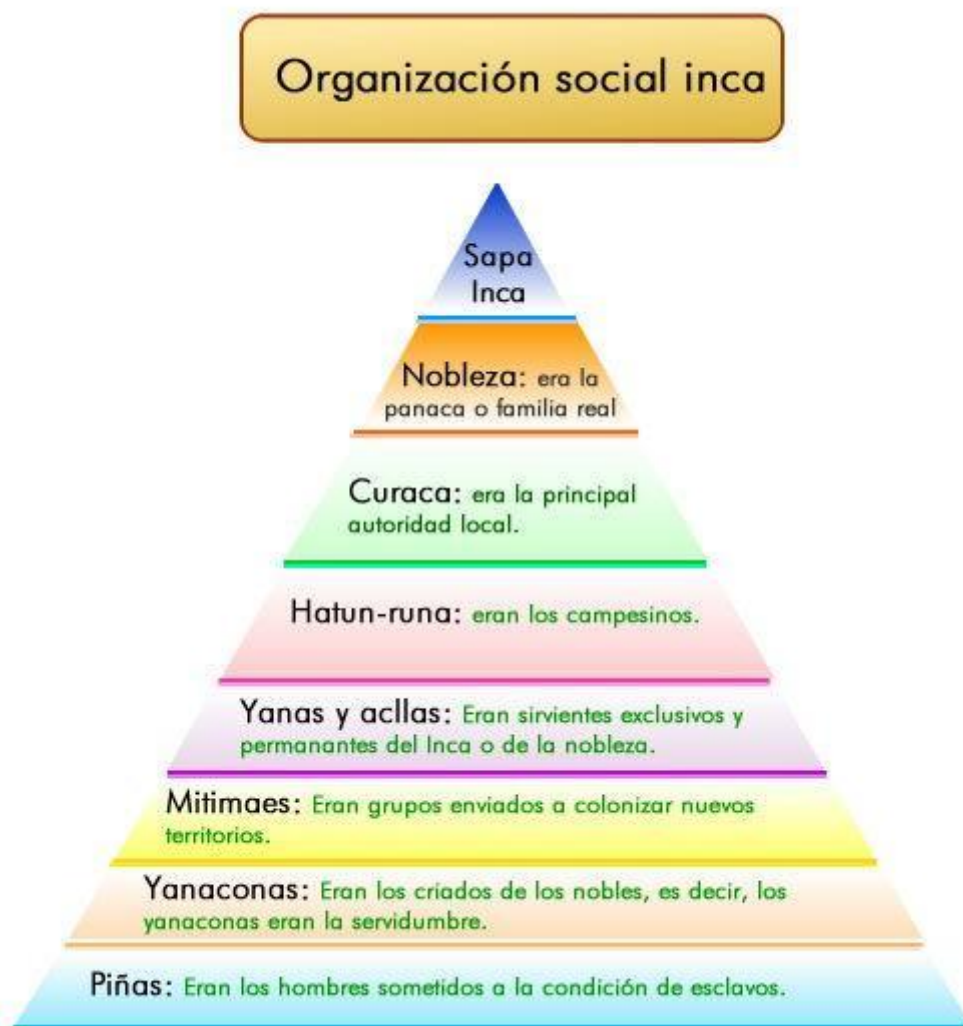 Organización social inca
Sapa
Inca
Nobleza: era la
panaca o familia real
Curaca: era la principal
autoridad local.
Hatun-runa: eran los campesinos.
Yanas y acllas: Eran sirvientes exclusivos y
permanantes del Inca o de la nobleza.
Mitimaes: Eran grupos enviados a colonizar nuevos
territorios.
Yanaconas: Eran los criados de los nobles, es decir, los
yanaconas eran la servidumbre.
Piñas: Eran los hombres sometidos a la condición de esclavos.